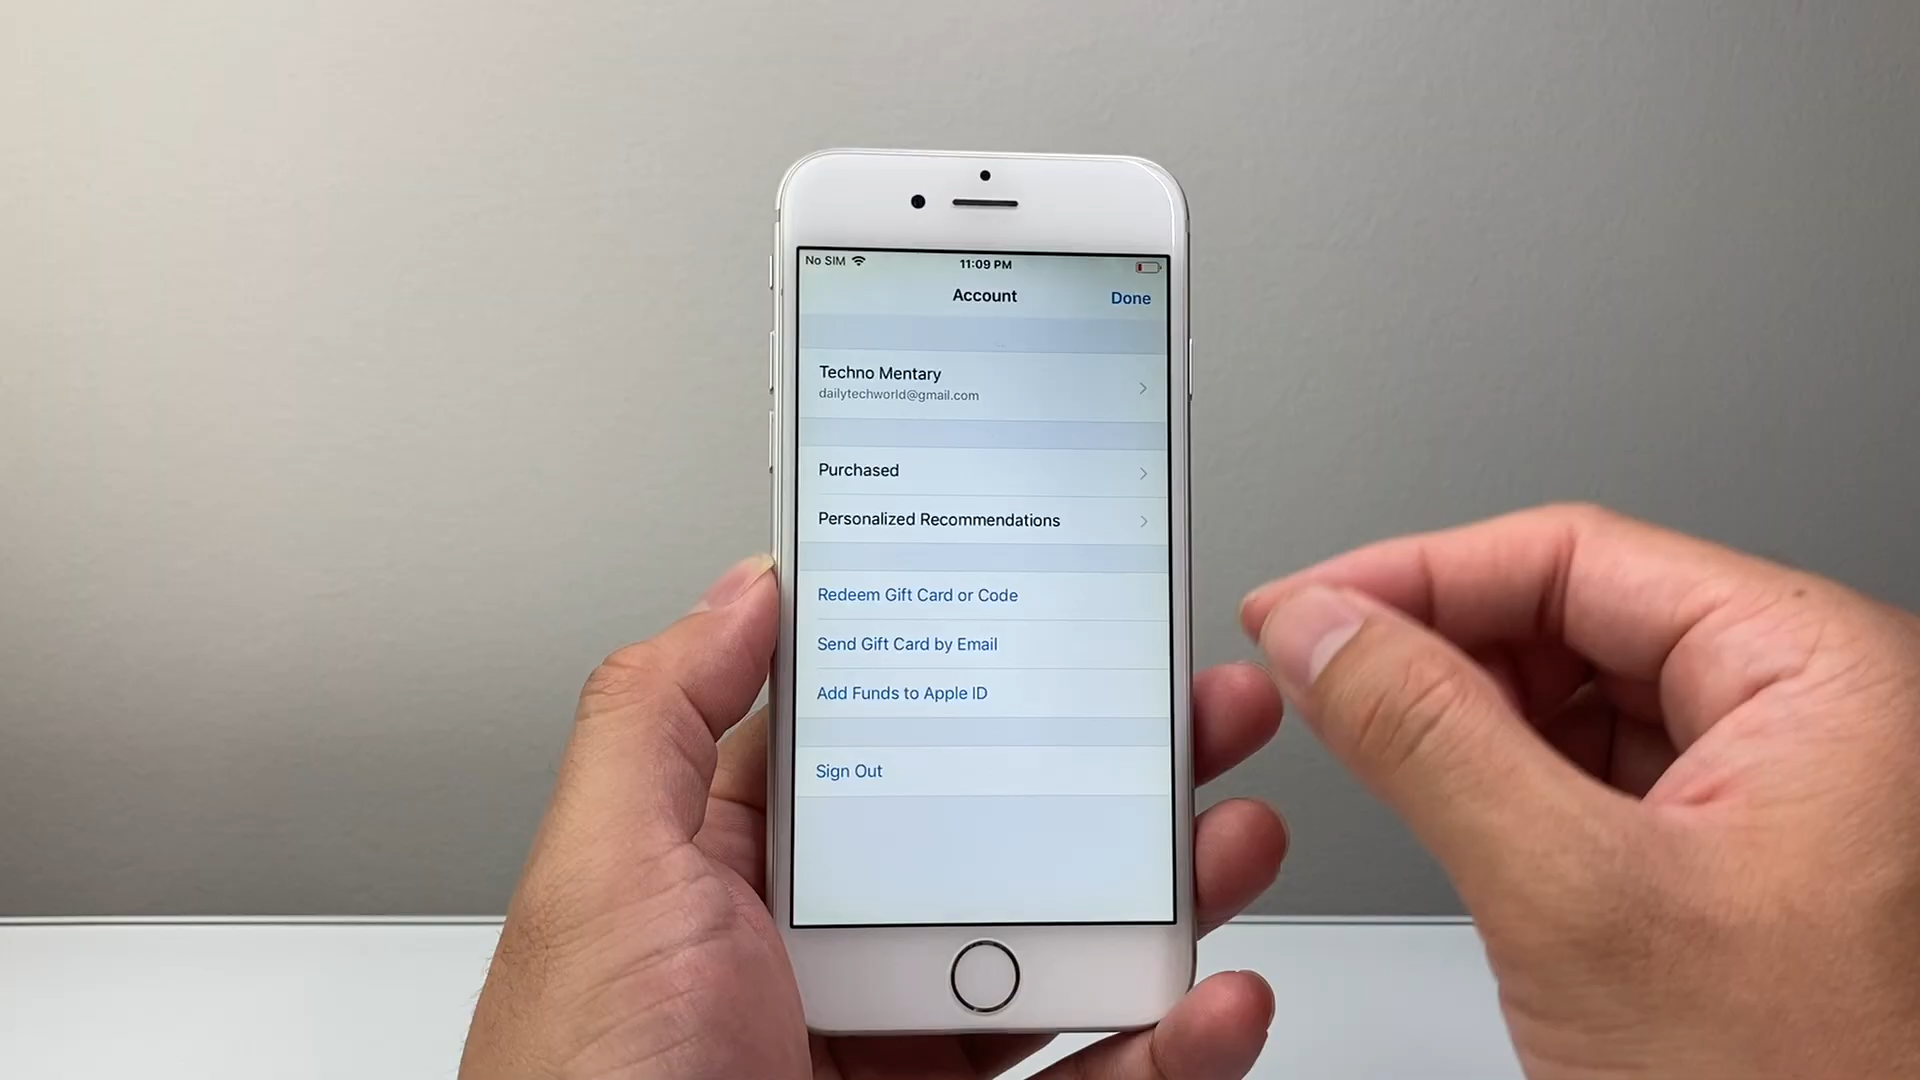 No SIM
11:09 PM
Account
Done
Techno Mentary
dailytechworld@gmail.com
Purchased
Personalized Recommendations
Redeem Gift Card or Code
Send Gift Card by Email
Add Funds to Apple ID
Sign Out